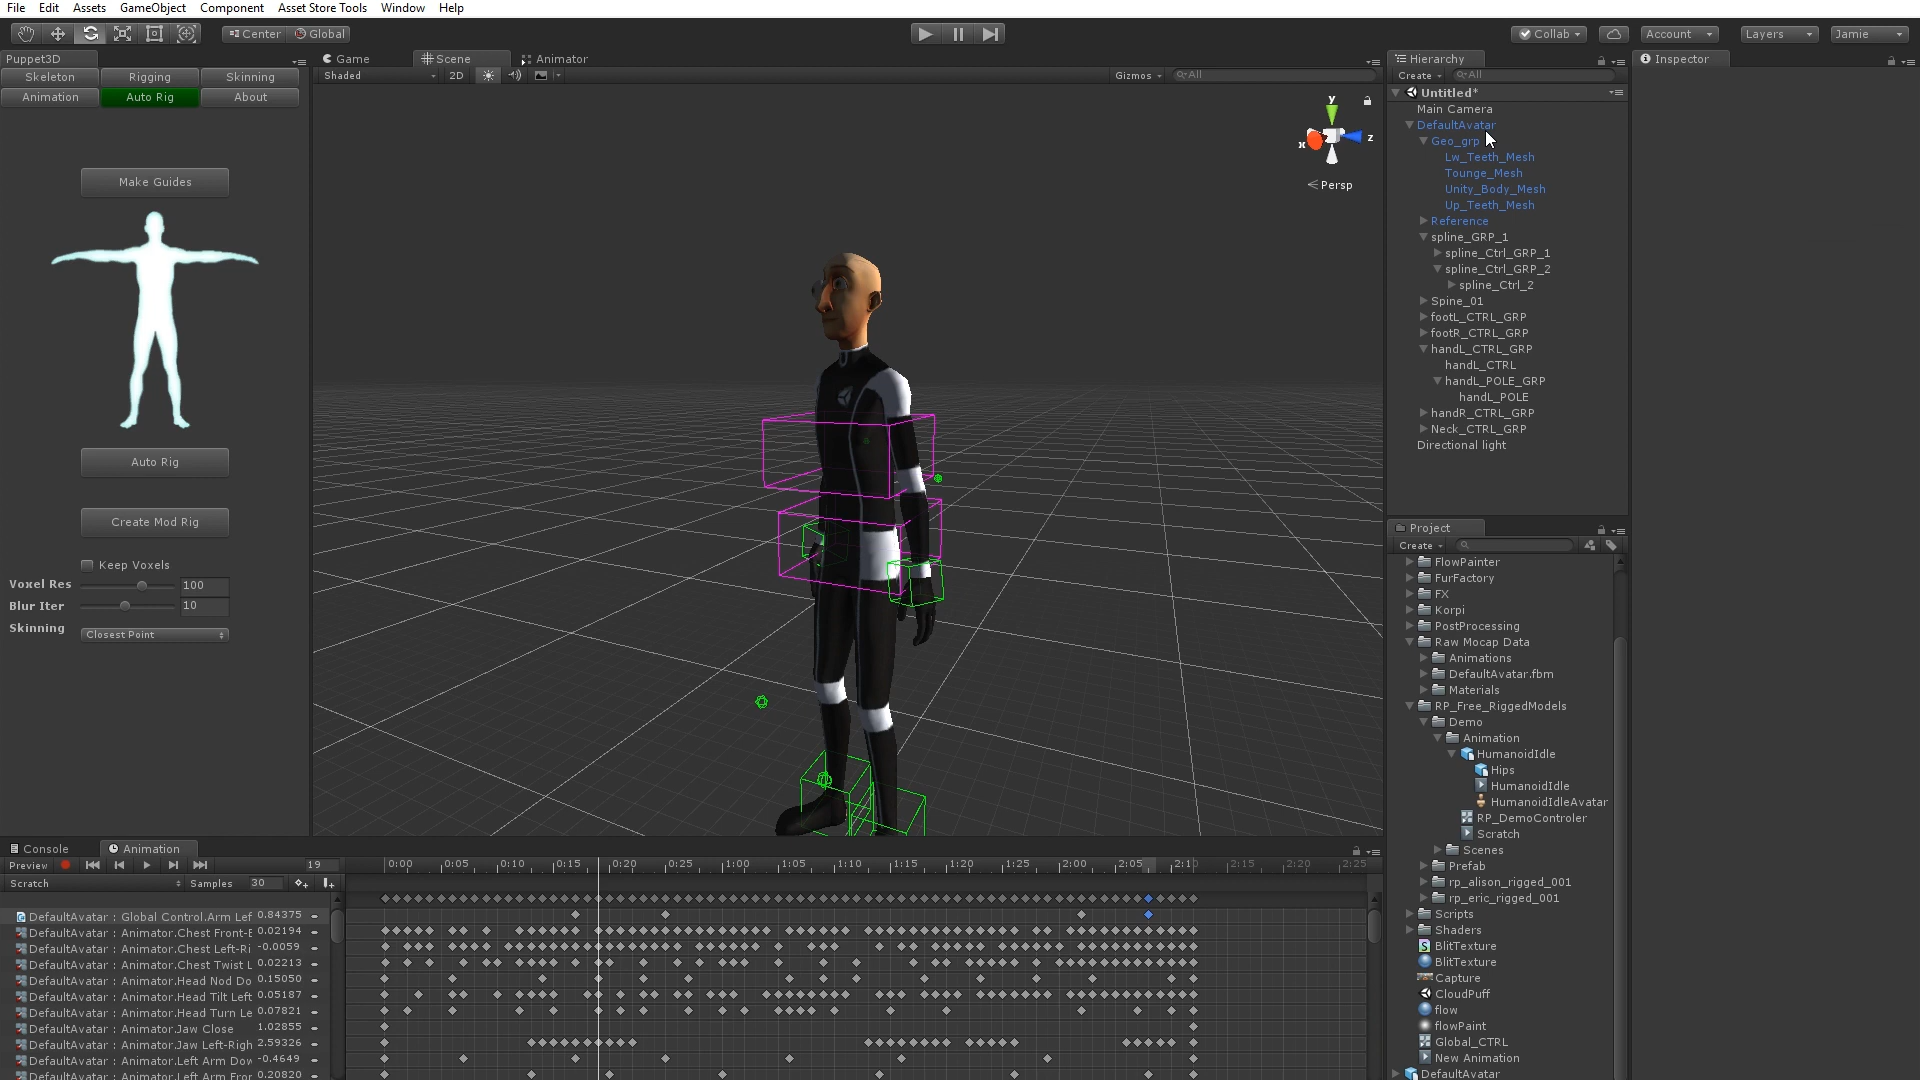 File Edit Assets GameObject Component Asset Store Tools Window Help
Center Global
Collab Account Layers Jamie
Puppet3D
Skeleton Rigging Skinning
Animation Auto Rig About
Make Guides
Auto Rig
Create Mod Rig
Keep Voxels
Voxel Res 100
Blur Iter 10
Skinning Closest Point
Game Scene Animator
Shaded 2D Gizmos All
y
x
z
Persp
Hierarchy
Create All
Untitled*
Main Camera
DefaultAvatar
Geo_grp
Lw_Teeth_Mesh
Tounge_Mesh
Unity_Body_Mesh
Up_Teeth_Mesh
Reference
spline_GRP_1
spline_Ctrl_GRP_1
spline_Ctrl_GRP_2
spline_Ctrl_2
Spine_01
footL_CTRL_GRP
footR_CTRL_GRP
handL_CTRL_GRP
handL_CTRL
handL_POLE_GRP
handL_POLE
handR_CTRL_GRP
Neck_CTRL_GRP
Directional light
Inspector
Project
Create
FlowPainter
FurFactory
FX
Korpi
PostProcessing
Raw Mocap Data
Animations
DefaultAvatar.fbm
Materials
RP_Free_RiggedModels
Demo
Animation
HumanoidIdle
Hips
HumanoidIdle
HumanoidIdleAvatar
RP_DemoControler
Scratch
Scenes
Prefab
rp_alison_rigged_001
rp_eric_rigged_001
Scripts
Shaders
BlitTexture
BlitTexture
Capture
CloudPuff
flow
flowPaint
Global_CTRL
New Animation
DefaultAvatar
Console Animation
Preview 19
0:00 0:05 0:10 0:15 0:20 0:25 1:00 1:05 1:10 1:15 1:20 1:25 2:00 2:05 2:10 2:15 2:20 2:25
Scratch Samples 30
DefaultAvatar : Global Control.Arm Lef 0.84375
DefaultAvatar : Animator.Chest Front-E 0.02194
DefaultAvatar : Animator.Chest Left-Ri -0.0059
DefaultAvatar : Animator.Chest Twist L 0.02213
DefaultAvatar : Animator.Head Nod Do 0.15050
DefaultAvatar : Animator.Head Tilt Left 0.05187
DefaultAvatar : Animator.Head Turn Le 0.07821
DefaultAvatar : Animator.Jaw Close 1.02855
DefaultAvatar : Animator.Jaw Left-Righ 2.59326
DefaultAvatar : Animator.Left Arm Dow -0.4649
DefaultAvatar : Animator.Left Arm Fror 0.20820